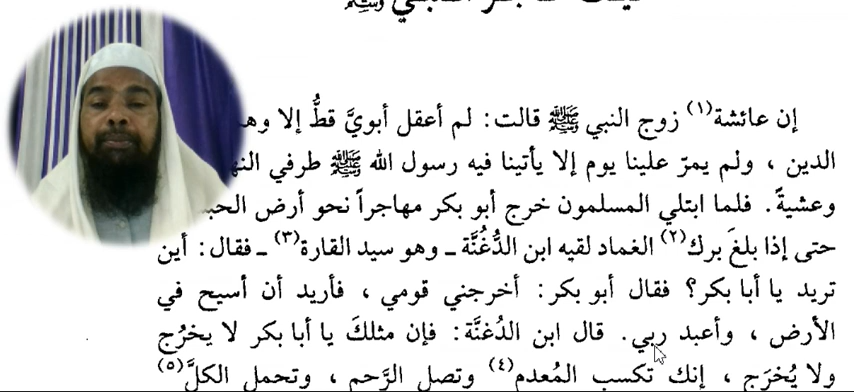 إن عائشة(١) زوج النبي ﷺ قالت: لم أعقل أبويَّ قطُّ إلا
الدين ، ولم يمرّ علينا يوم إلا يأتينا فيه رسول الله ﷺ طرفي
وعشيةً. فلما ابتلي المسلمون خرج أبو بكر مهاجراً نحو أرض
حتى إذا بلغَ برك(٢) الغماد لقيه ابن الدُّغُنَّة ـ وهو سيد القارة(٣) ـ فقال: أين
تريد يا أبا بكر؟ فقال أبو بكر: أخرجني قومي ، فأريد أن أسيح في
الأرض ، وأعبد ربي. قال ابن الدُغنَّة: فإن مثلكَ يا أبا بكر لا يخرُج
ولا يُخرَج ، إنك تكسب المُعدم(٤) وتصل الرَّحم ، وتحمل الكلَّ(٥)